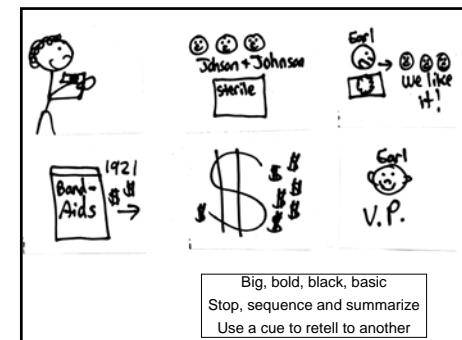 Johson + Johnson
sterile
Earl
we like
it!
Band-
Aids
1921
$ $
$
$ $ $ $ $ $ $
Earl
V.P.
Big, bold, black, basic
Stop, sequence and summarize
Use a cue to retell to another